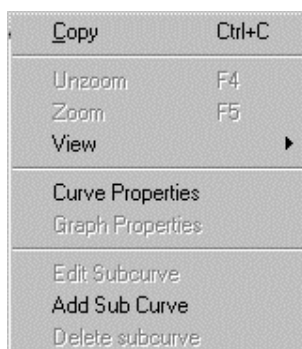 Copy Ctrl+C
Unzoom F4
Zoom F5
View
Curve Properties
Graph Properties
Edit Subcurve
Add Sub Curve
Delete subcurve